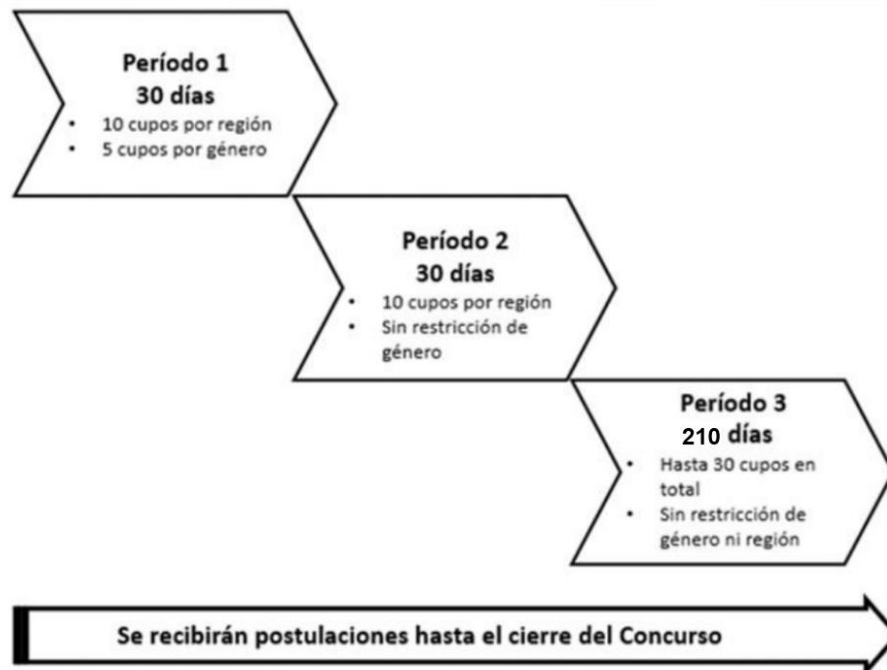 Período 1
30 días
• 10 cupos por región
• 5 cupos por género
Período 2
30 días
• 10 cupos por región
• Sin restricción de
género
Período 3
210 días
• Hasta 30 cupos en
total
• Sin restricción de
género ni región
Se recibirán postulaciones hasta el cierre del Concurso